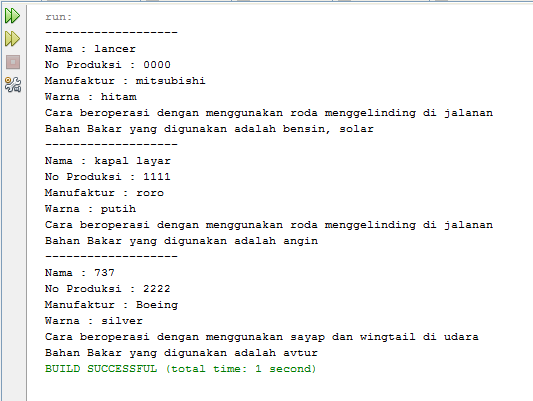 run:
-------------------
Nama : lancer
No Produksi : 0000
Manufaktur : mitsubishi
Warna : hitam
Cara beroperasi dengan menggunakan roda menggelinding di jalanan
Bahan Bakar yang digunakan adalah bensin, solar
-------------------
Nama : kapal layar
No Produksi : 1111
Manufaktur : roro
Warna : putih
Cara beroperasi dengan menggunakan roda menggelinding di jalanan
Bahan Bakar yang digunakan adalah angin
-------------------
Nama : 737
No Produksi : 2222
Manufaktur : Boeing
Warna : silver
Cara beroperasi dengan menggunakan sayap dan wingtail di udara
Bahan Bakar yang digunakan adalah avtur
BUILD SUCCESSFUL (total time: 1 second)